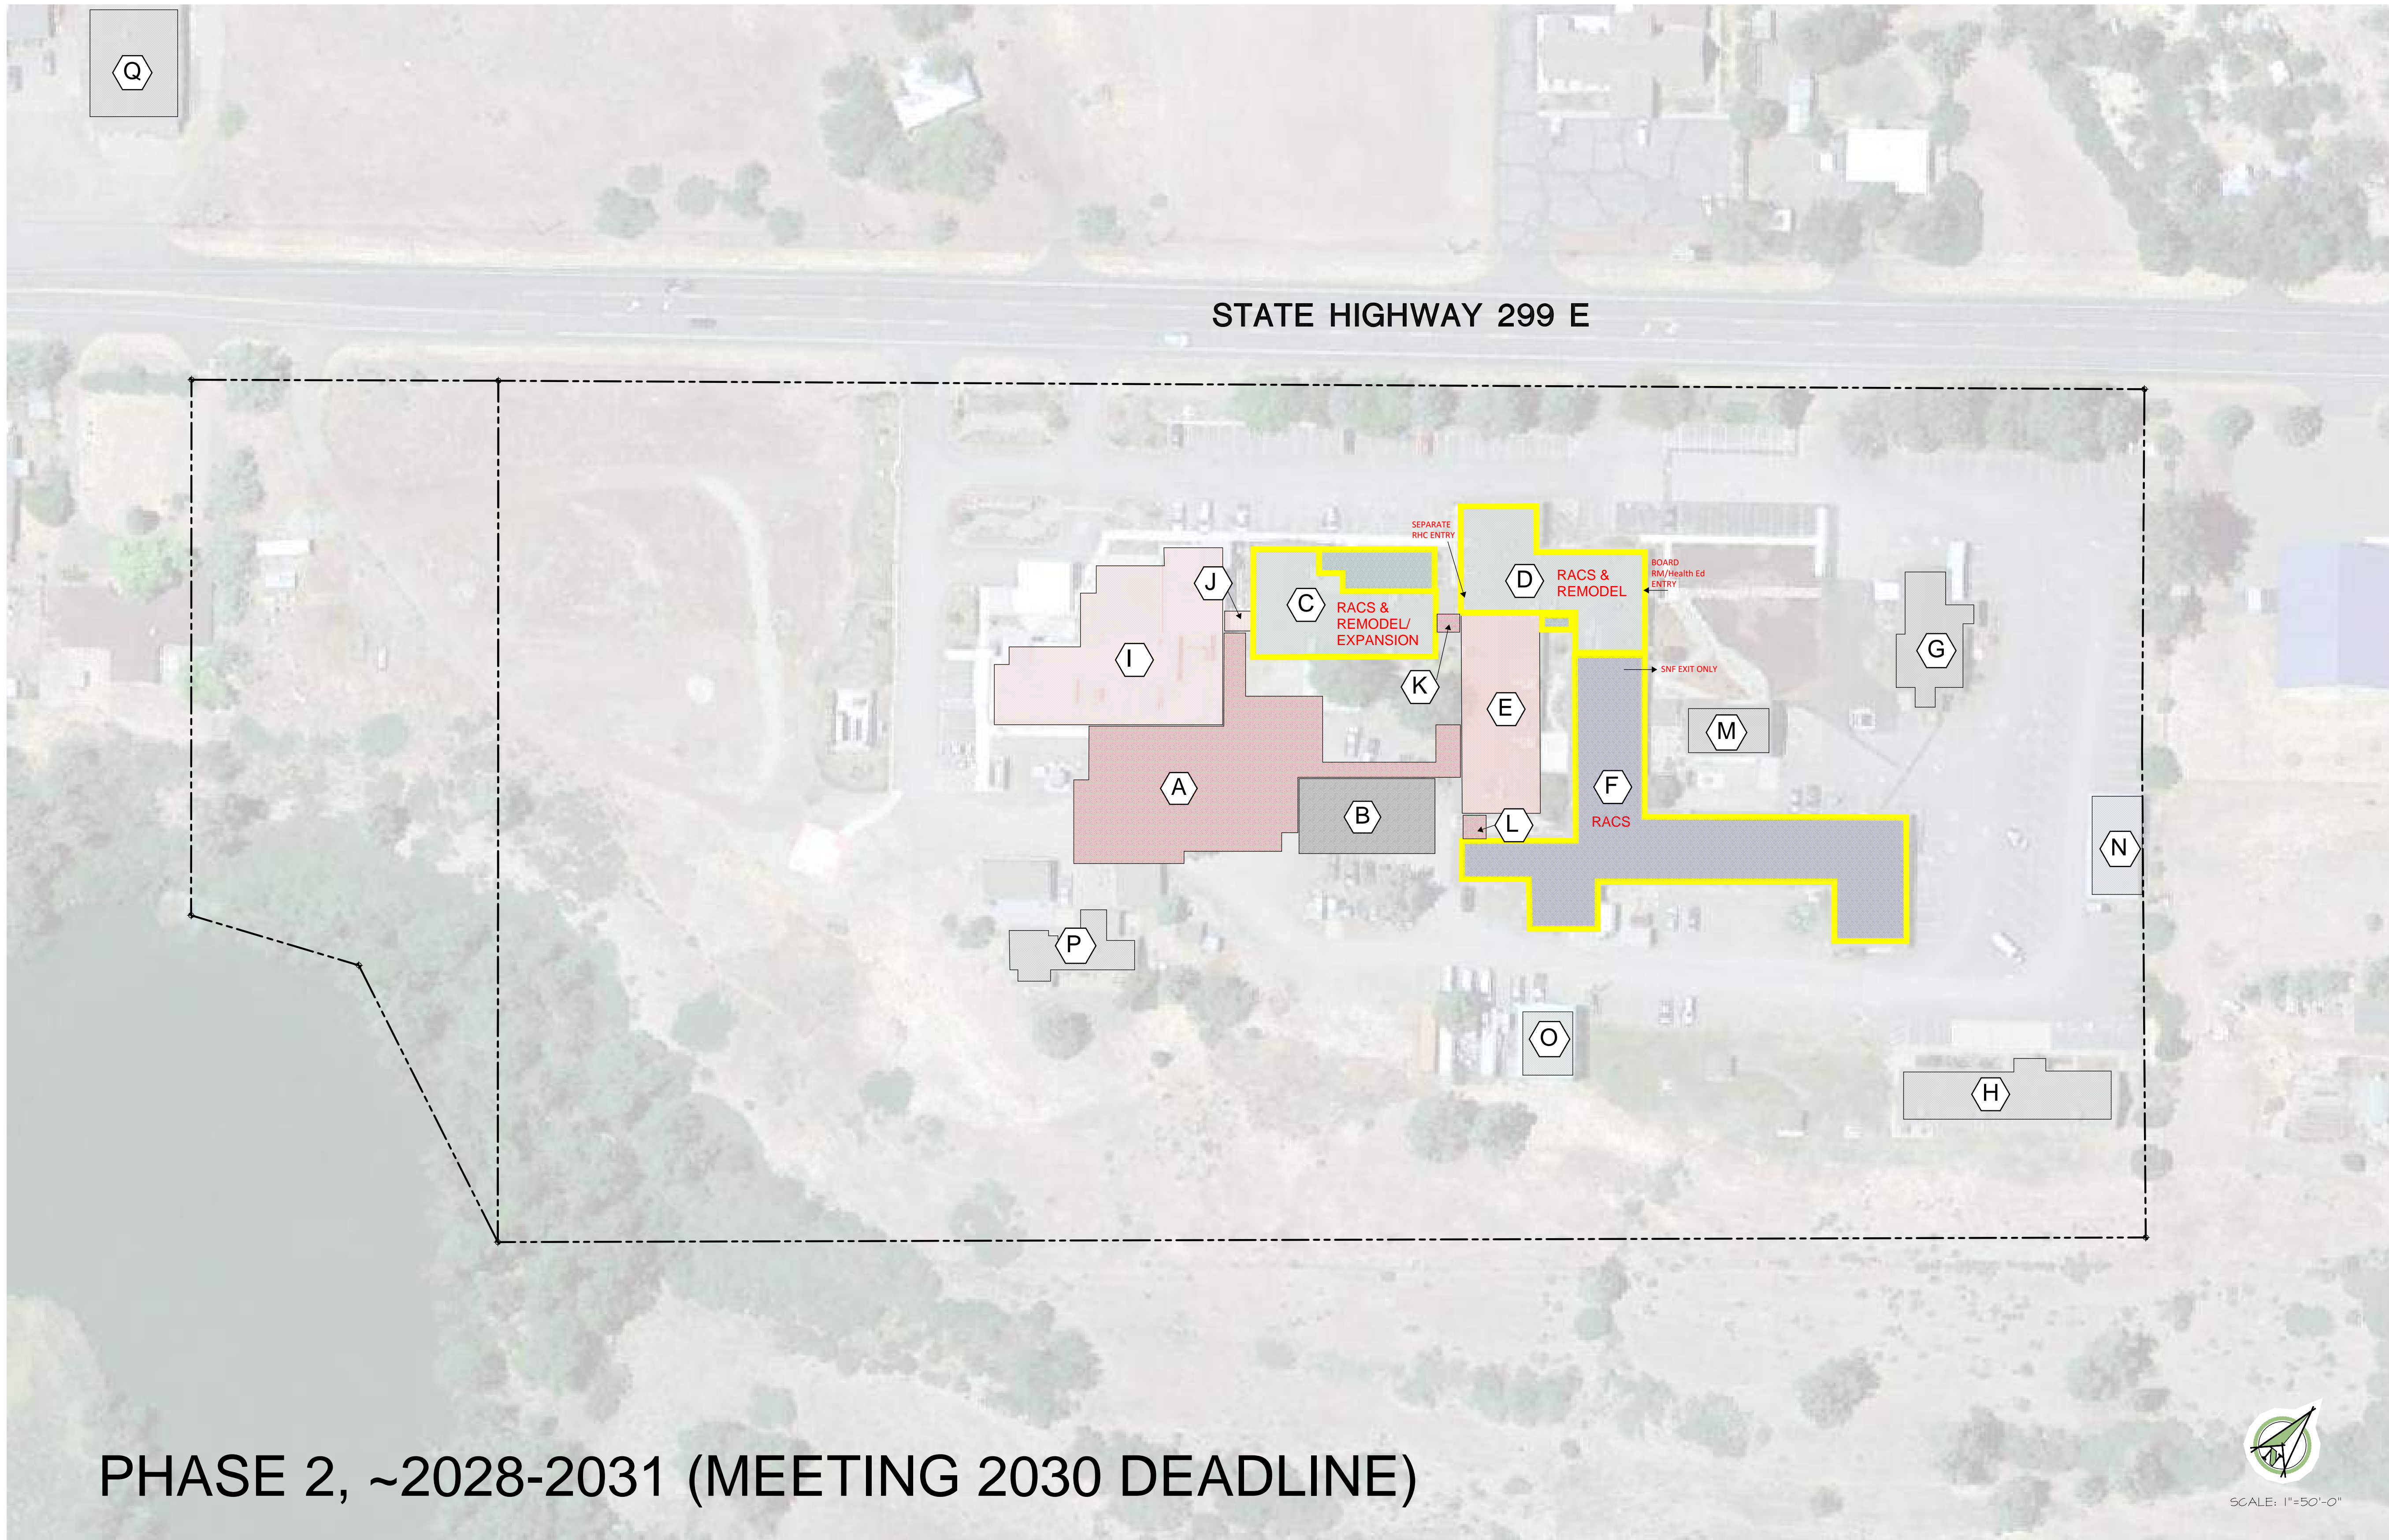 Q
STATE HIGHWAY 299 E
SEPARATE
RHC ENTRY
BOARD
RM/Health Ed
ENTRY
J
C
RACS &
REMODEL/
EXPANSION
D
RACS &
REMODEL
I
K
E
SNF EXIT ONLY
G
M
A
B
L
F
RACS
N
P
O
H
PHASE 2, ~2028-2031 (MEETING 2030 DEADLINE)
SCALE: 1"=50'-0"